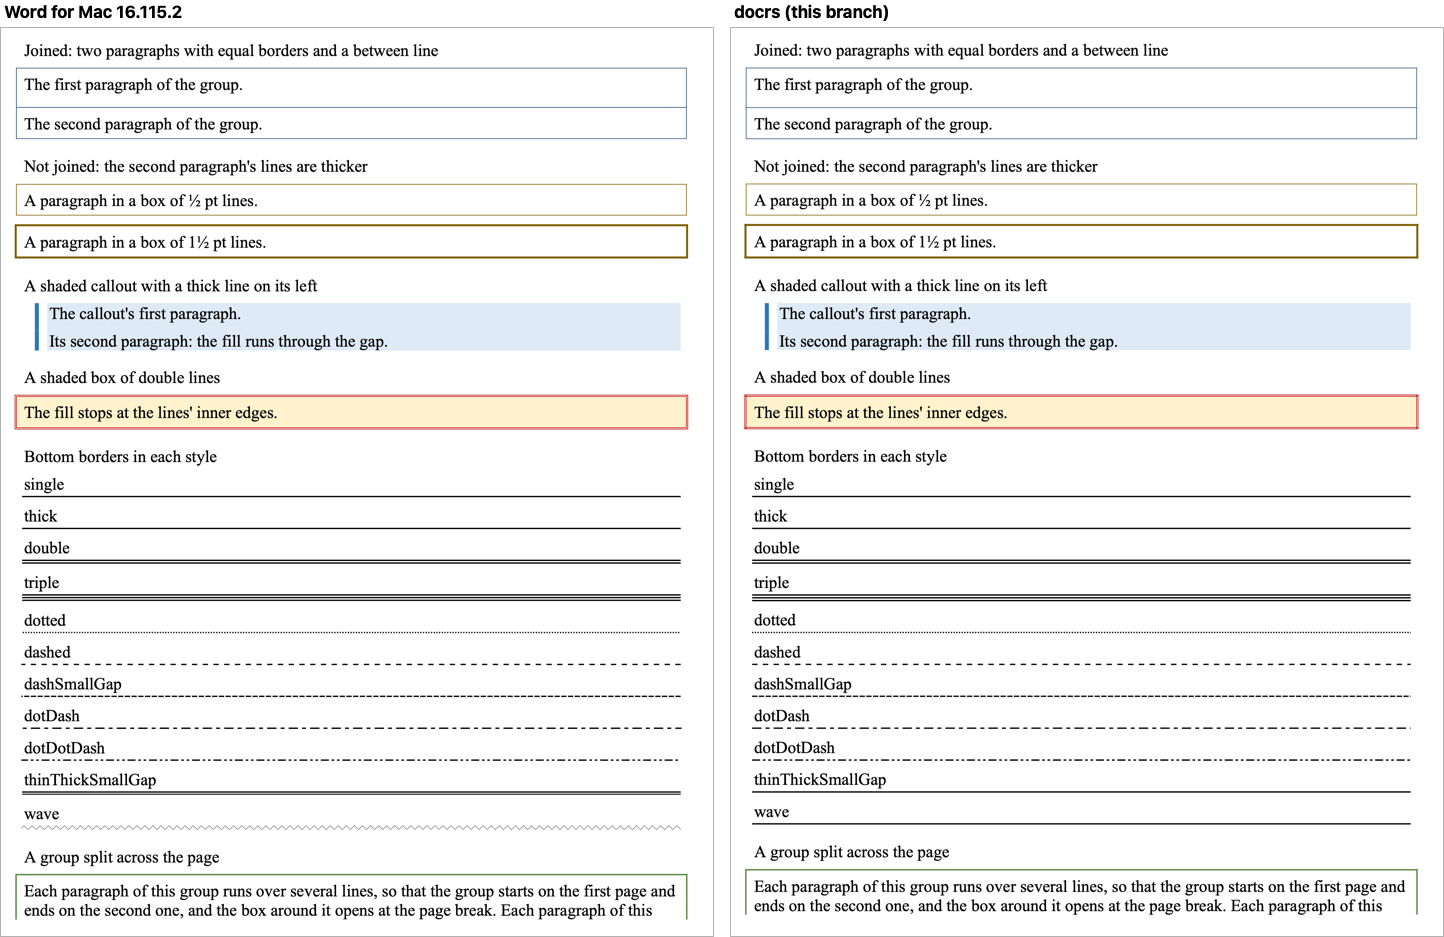 Word for Mac 16.115.2
Joined: two paragraphs with equal borders and a between line
The first paragraph of the group.
The second paragraph of the group.
Not joined: the second paragraph's lines are thicker
A paragraph in a box of ½ pt lines.
A paragraph in a box of 1½ pt lines.
A shaded callout with a thick line on its left
The callout's first paragraph.
Its second paragraph: the fill runs through the gap.
A shaded box of double lines
The fill stops at the lines' inner edges.
Bottom borders in each style
single
thick
double
triple
dotted
dashed
dashSmallGap
dotDash
dotDotDash
thinThickSmallGap
wave
A group split across the page
Each paragraph of this group runs over several lines, so that the group starts on the first page and
ends on the second one, and the box around it opens at the page break. Each paragraph of this
docrs (this branch)
Joined: two paragraphs with equal borders and a between line
The first paragraph of the group.
The second paragraph of the group.
Not joined: the second paragraph's lines are thicker
A paragraph in a box of ½ pt lines.
A paragraph in a box of 1½ pt lines.
A shaded callout with a thick line on its left
The callout's first paragraph.
Its second paragraph: the fill runs through the gap.
A shaded box of double lines
The fill stops at the lines' inner edges.
Bottom borders in each style
single
thick
double
triple
dotted
dashed
dashSmallGap
dotDash
dotDotDash
thinThickSmallGap
wave
A group split across the page
Each paragraph of this group runs over several lines, so that the group starts on the first page and
ends on the second one, and the box around it opens at the page break. Each paragraph of this